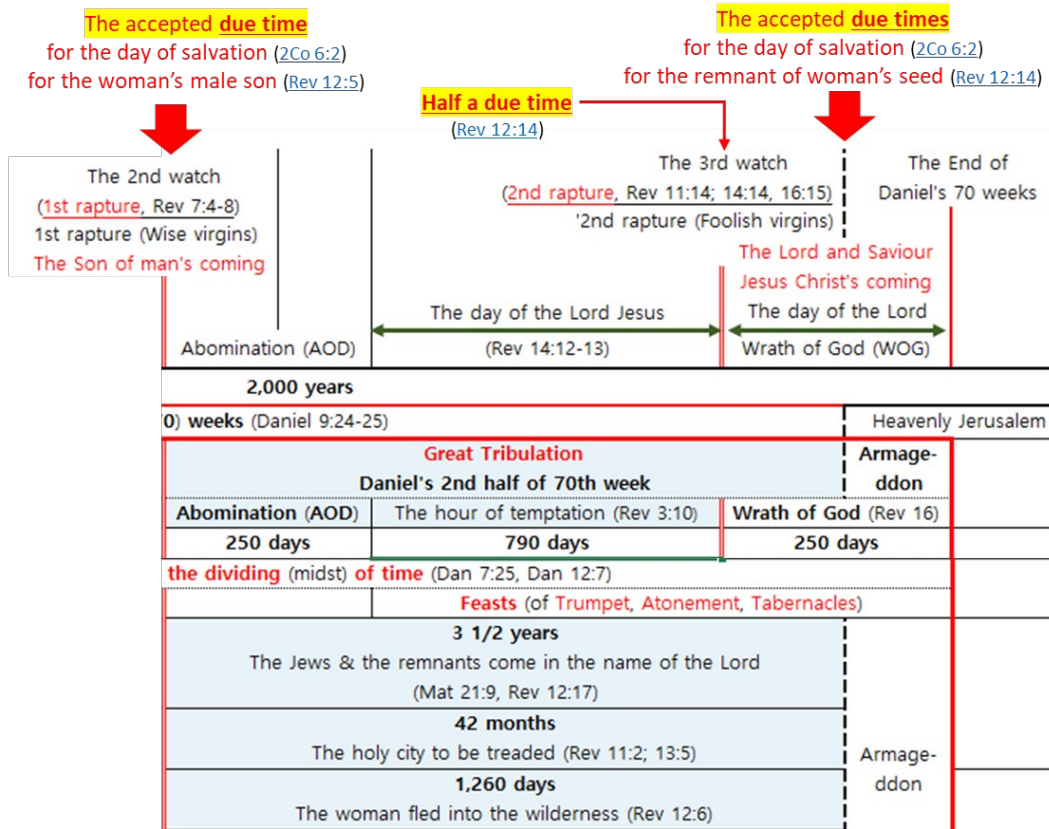 The accepted due time
for the day of salvation (2Co 6:2)
for the woman's male son (Rev 12:5)
The accepted due times
for the day of salvation (2Co 6:2)
for the remnant of woman's seed (Rev 12:14)
Half a due time
(Rev 12:14)
The 2nd watch
(1st rapture, Rev 7:4-8)
1st rapture (Wise virgins)
The Son of man's coming
The 3rd watch
(2nd rapture, Rev 11:14; 14:14, 16:15)
'2nd rapture (Foolish virgins)
The End of
Daniel's 70 weeks
The Lord and Saviour
Jesus Christ's coming
Abomination (AOD)
The day of the Lord Jesus
(Rev 14:12-13)
The day of the Lord
Wrath of God (WOG)
2,000 years
0) weeks (Daniel 9:24-25)
Heavenly Jerusalem
Great Tribulation
Daniel's 2nd half of 70th week
Armage-
ddon
Abomination (AOD)
The hour of temptation (Rev 3:10)
Wrath of God (Rev 16)
250 days
790 days
250 days
the dividing (midst) of time (Dan 7:25, Dan 12:7)
Feasts (of Trumpet, Atonement, Tabernacles)
3 1/2 years
The Jews & the remnants come in the name of the Lord
(Mat 21:9, Rev 12:17)
42 months
The holy city to be treaded (Rev 11:2; 13:5)
1,260 days
The woman fled into the wilderness (Rev 12:6)
Armage-
ddon